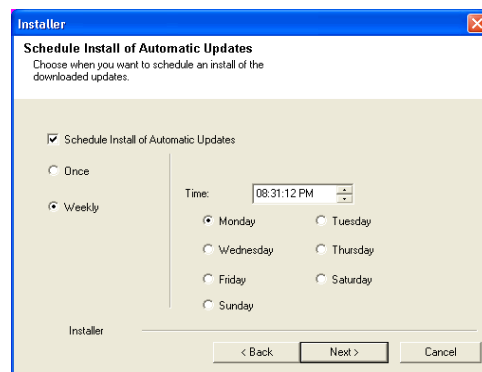 Installer
Schedule Install of Automatic Updates
Choose when you want to schedule an install of the
downloaded updates.
Schedule Install of Automatic Updates
Once
Weekly
Time: 08:31:12 PM
Monday Tuesday
Wednesday Thursday
Friday Saturday
Sunday
Installer
< Back Next > Cancel